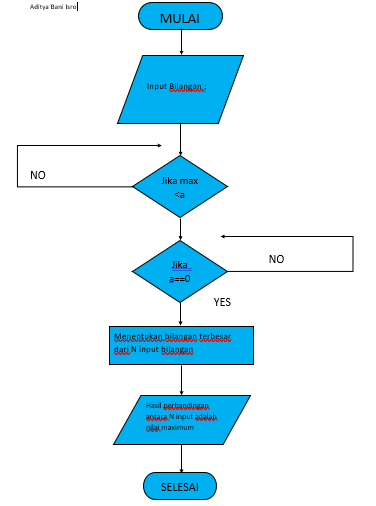 Aditya Bani Isro
MULAI
Input Bilangan :
NO
Jika max
<a
Jika
a==0
NO
YES
Menentukan bilangan terbesar
dari N input bilangan
Hasil perbandingan
antara N input adalah
nilai maximum
SELESAI